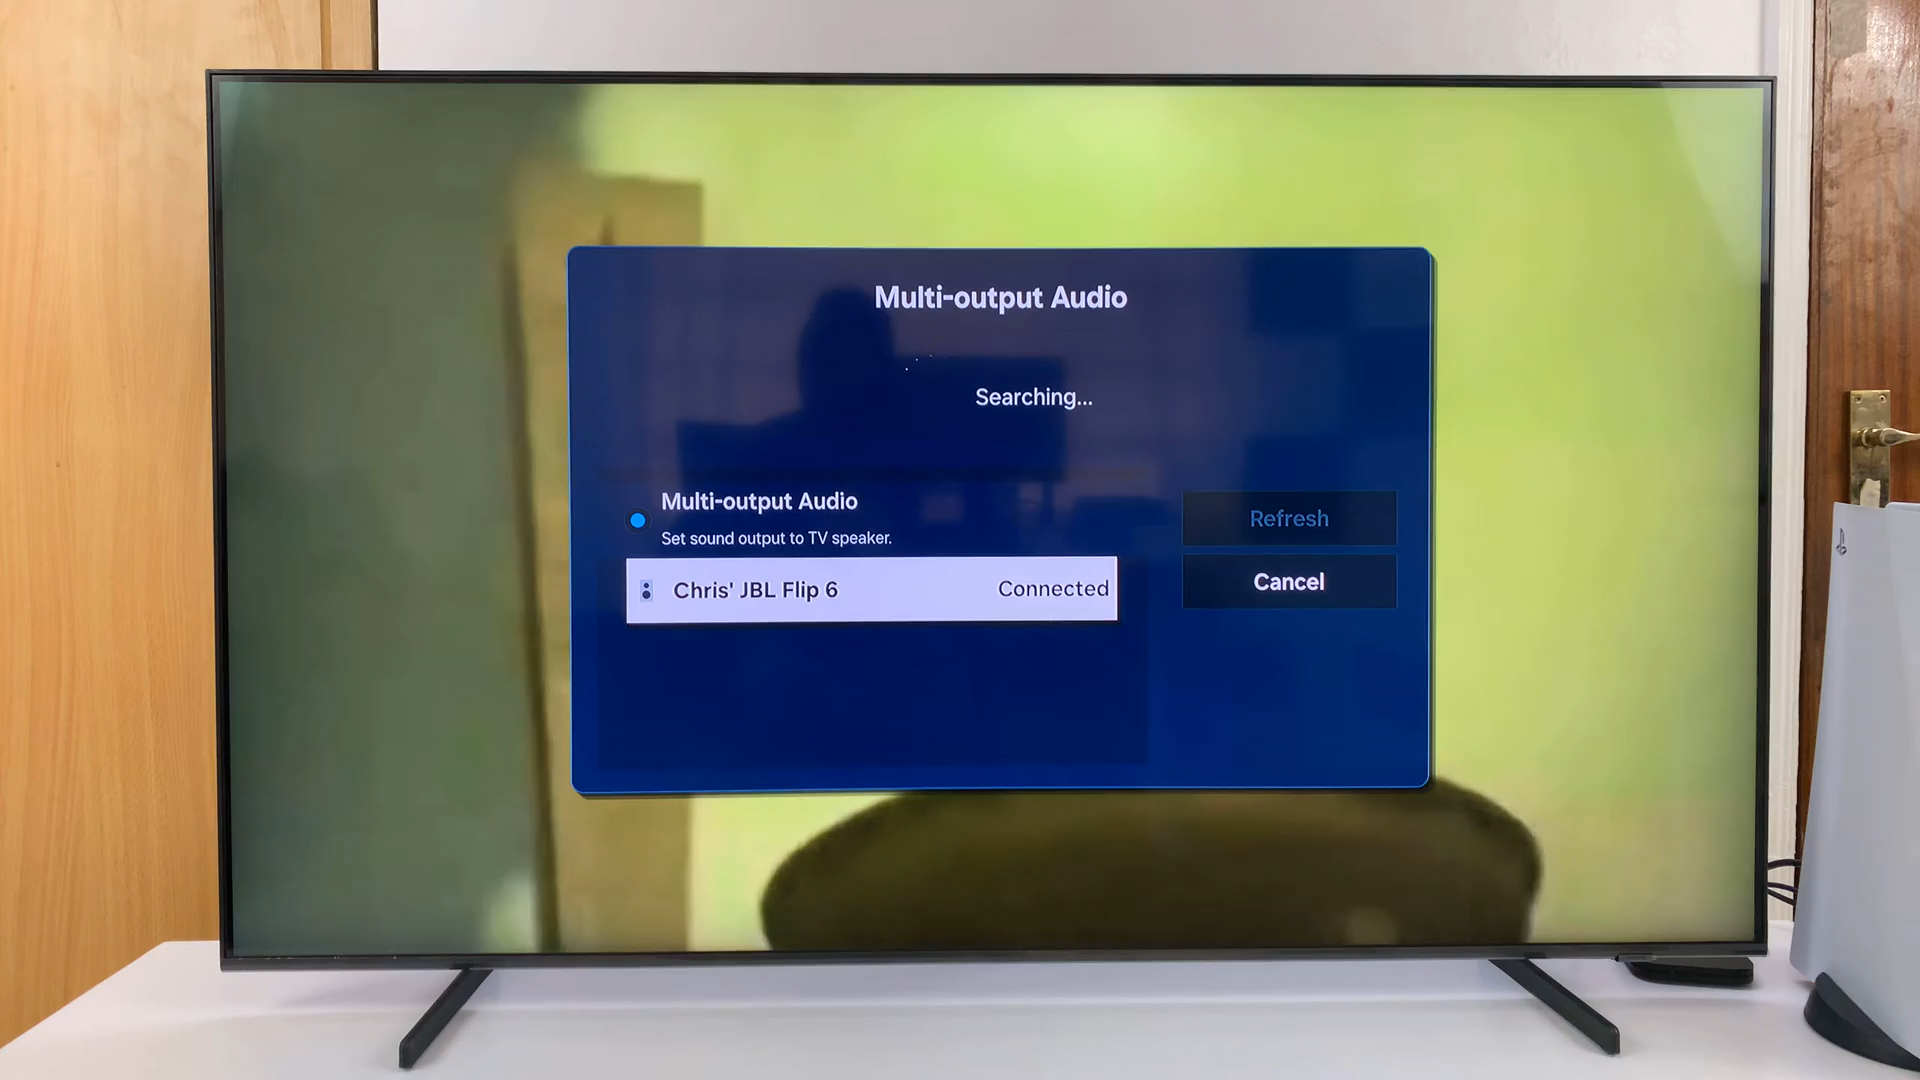 Multi-output Audio
Searching...
Multi-output Audio
Set sound output to TV speaker.
Refresh
Chris' JBL Flip 6
Connected
Cancel